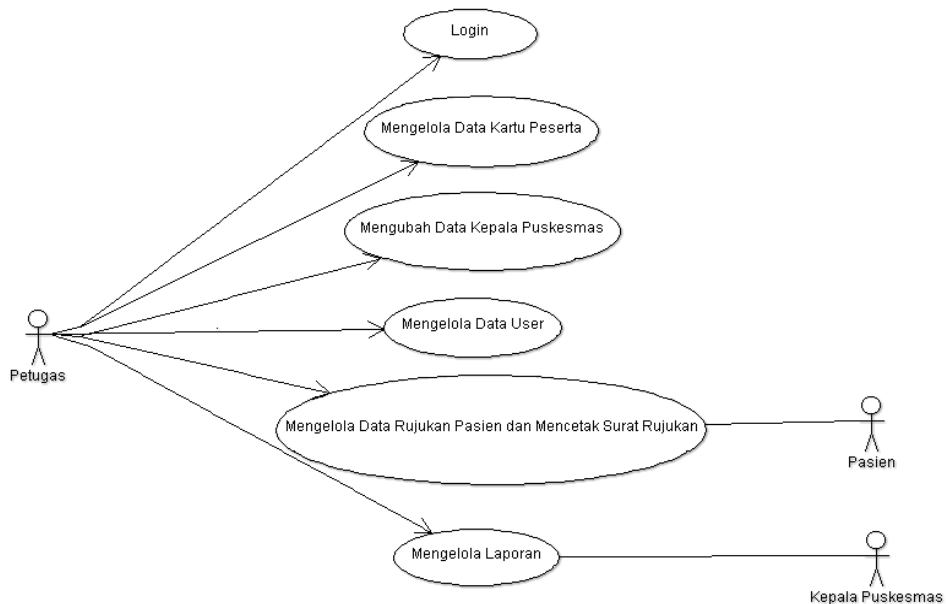 Login
Mengelola Data Kartu Peserta
Mengubah Data Kepala Puskesmas
Mengelola Data User
Petugas
Mengelola Data Rujukan Pasien dan Mencetak Surat Rujukan
Pasien
Mengelola Laporan
Kepala Puskesmas